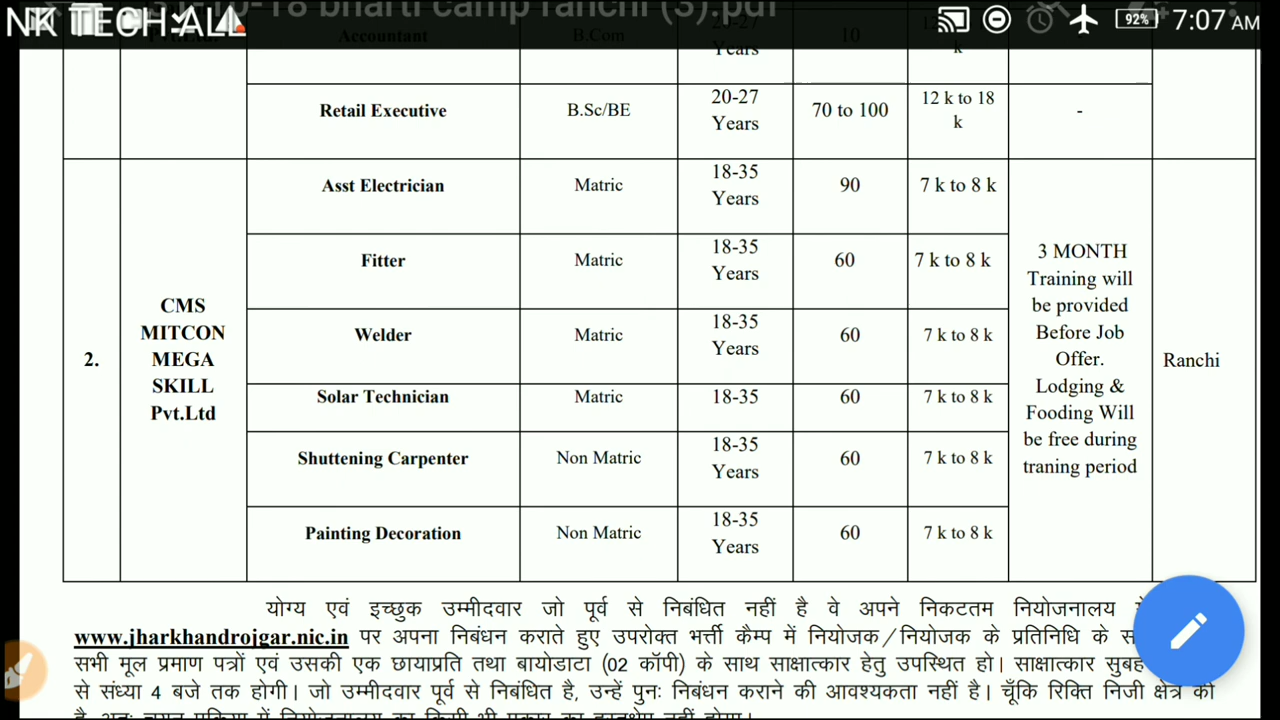 bharti camp ranchi (3).pdf
NK TECH ALL
92%
7:07 AM
Accountant B.Com Years 10 k
Retail Executive B.Sc/BE 20-27 Years 70 to 100 12 k to 18 k -
2. CMS MITCON MEGA SKILL Pvt.Ltd
Asst Electrician Matric 18-35 Years 90 7 k to 8 k
Fitter Matric 18-35 Years 60 7 k to 8 k
Welder Matric 18-35 Years 60 7 k to 8 k
Solar Technician Matric 18-35 60 7 k to 8 k
Shuttening Carpenter Non Matric 18-35 Years 60 7 k to 8 k
Painting Decoration Non Matric 18-35 Years 60 7 k to 8 k
3 MONTH
Training will
be provided
Before Job
Offer.
Lodging &
Fooding Will
be free during
traning period
Ranchi
योग्य एवं इच्छुक उम्मीदवार जो पूर्व से निबंधित नहीं है वे अपने निकटतम नियोजनालय
www.jharkhandrojgar.nic.in पर अपना निबंधन कराते हुए उपरोक्त भर्त्ती कैम्प में नियोजक/नियोजक के प्रतिनिधि के
सभी मूल प्रमाण पत्रों एवं उसकी एक छायाप्रति तथा बायोडाटा (02 कॉपी) के साथ साक्षात्कार हेतु उपस्थित हो। साक्षात्कार सुबह
से संध्या 4 बजे तक होगी। जो उम्मीदवार पूर्व से निबंधित है, उन्हें पुनः निबंधन कराने की आवश्यकता नहीं है। चूँकि रिक्ति निजी क्षेत्र की